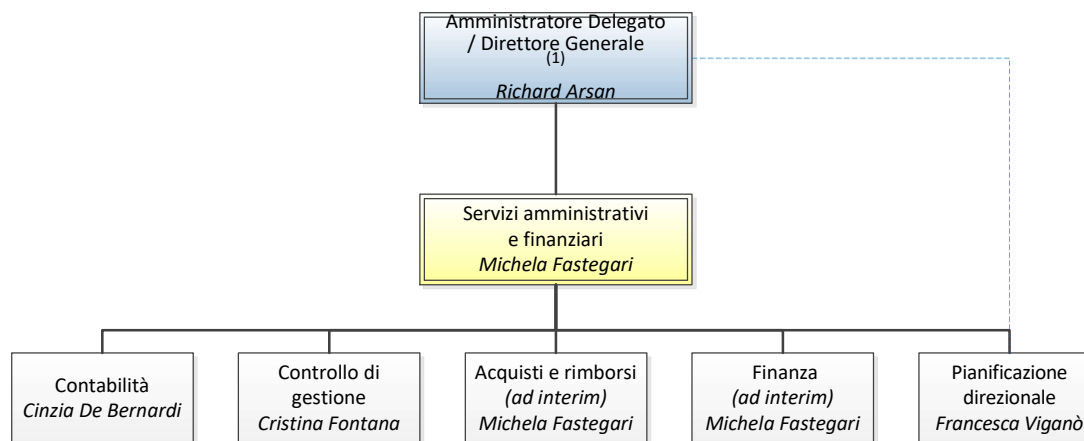 Amministratore Delegato
/ Direttore Generale
(1)
Richard Arsan
Servizi amministrativi
e finanziari
Michela Fastegari
Contabilità
Cinzia De Bernardi
Controllo di
gestione
Cristina Fontana
Acquisti e rimborsi
(ad interim)
Michela Fastegari
Finanza
(ad interim)
Michela Fastegari
Pianificazione
direzionale
Francesca Viganò